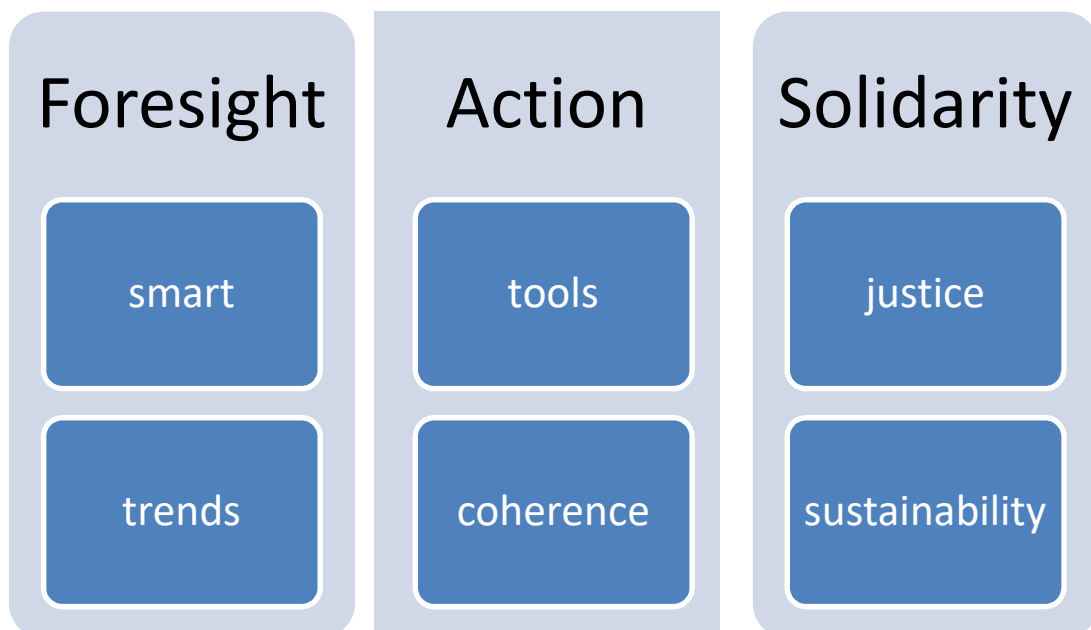 Foresight
smart
trends
Action
tools
coherence
Solidarity
justice
sustainability